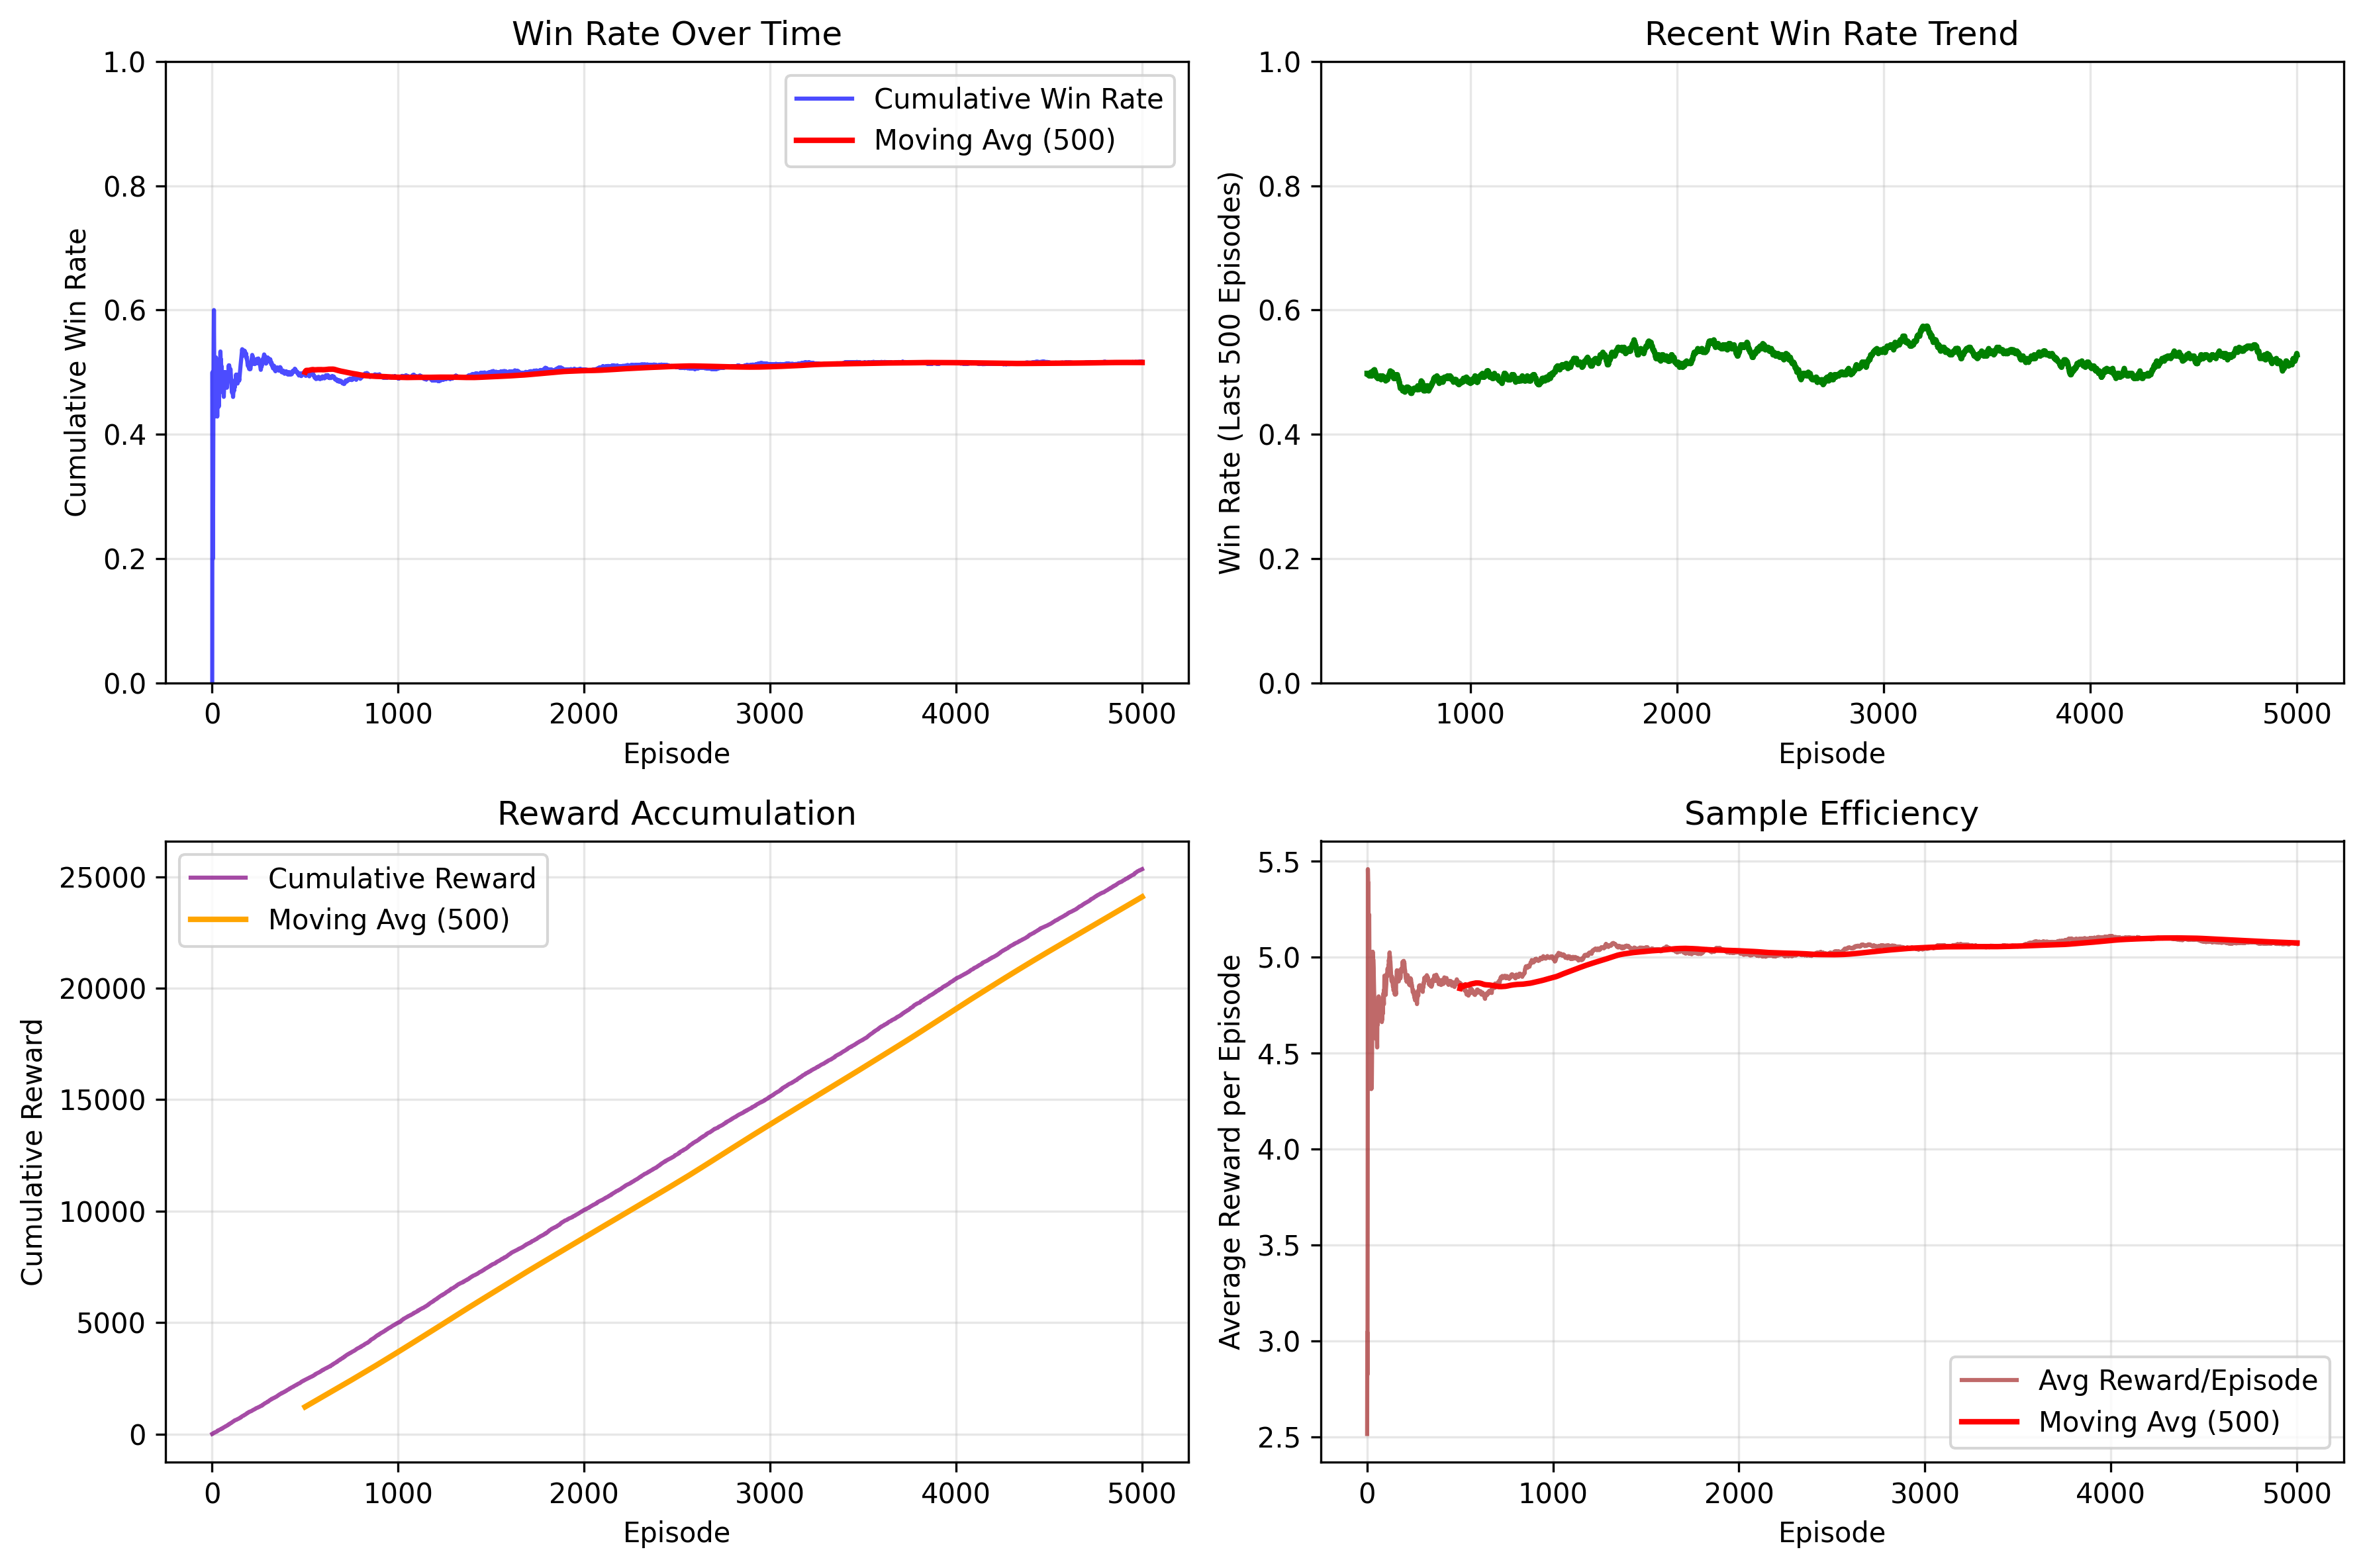 Win Rate Over Time
Cumulative Win Rate
1.0
0.8
0.6
0.4
0.2
0.0
Cumulative Win Rate
Moving Avg (500)
0 1000 2000 3000 4000 5000
Episode
Recent Win Rate Trend
Win Rate (Last 500 Episodes)
1.0
0.8
0.6
0.4
0.2
0.0
1000 2000 3000 4000 5000
Episode
Reward Accumulation
Cumulative Reward
25000
20000
15000
10000
5000
0
Cumulative Reward
Moving Avg (500)
0 1000 2000 3000 4000 5000
Episode
Sample Efficiency
Average Reward per Episode
5.5
5.0
4.5
4.0
3.5
3.0
2.5
Avg Reward/Episode
Moving Avg (500)
0 1000 2000 3000 4000 5000
Episode